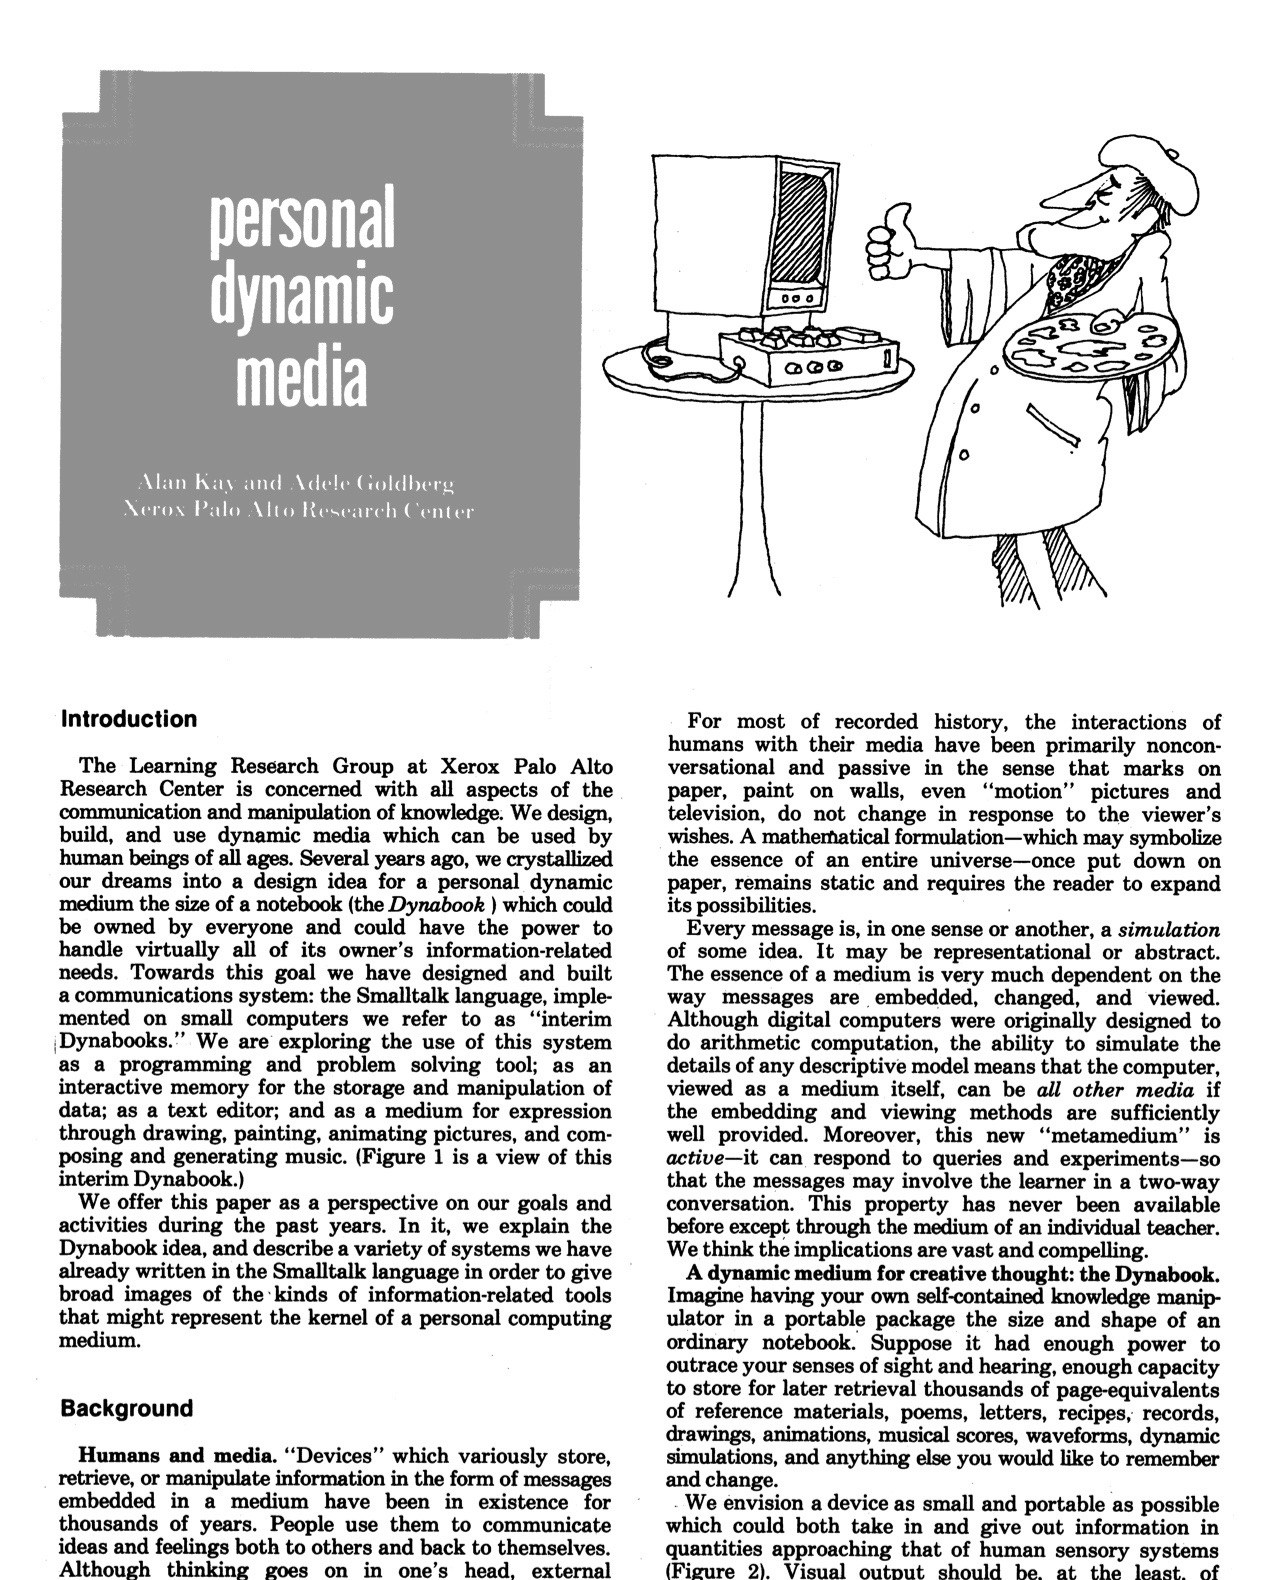 personal
dynamic
media
Alan Kay and Adele Goldberg
Xerox Palo Alto Research Center
Introduction
The Learning Research Group at Xerox Palo Alto
Research Center is concerned with all aspects of the
communication and manipulation of knowledge. We design,
build, and use dynamic media which can be used by
human beings of all ages. Several years ago, we crystallized
our dreams into a design idea for a personal dynamic
medium the size of a notebook (the Dynabook ) which could
be owned by everyone and could have the power to
handle virtually all of its owner's information-related
needs. Towards this goal we have designed and built
a communications system: the Smalltalk language, imple-
mented on small computers we refer to as "interim
Dynabooks." We are exploring the use of this system
as a programming and problem solving tool; as an
interactive memory for the storage and manipulation of
data; as a text editor; and as a medium for expression
through drawing, painting, animating pictures, and com-
posing and generating music. (Figure 1 is a view of this
interim Dynabook.)
We offer this paper as a perspective on our goals and
activities during the past years. In it, we explain the
Dynabook idea, and describe a variety of systems we have
already written in the Smalltalk language in order to give
broad images of the kinds of information-related tools
that might represent the kernel of a personal computing
medium.
Background
Humans and media. "Devices" which variously store,
retrieve, or manipulate information in the form of messages
embedded in a medium have been in existence for
thousands of years. People use them to communicate
ideas and feelings both to others and back to themselves.
Although thinking goes on in one's head, external
For most of recorded history, the interactions of
humans with their media have been primarily noncon-
versational and passive in the sense that marks on
paper, paint on walls, even "motion" pictures and
television, do not change in response to the viewer's
wishes. A mathematical formulation—which may symbolize
the essence of an entire universe—once put down on
paper, remains static and requires the reader to expand
its possibilities.
Every message is, in one sense or another, a simulation
of some idea. It may be representational or abstract.
The essence of a medium is very much dependent on the
way messages are embedded, changed, and viewed.
Although digital computers were originally designed to
do arithmetic computation, the ability to simulate the
details of any descriptive model means that the computer,
viewed as a medium itself, can be all other media if
the embedding and viewing methods are sufficiently
well provided. Moreover, this new "metamedium" is
active—it can respond to queries and experiments—so
that the messages may involve the learner in a two-way
conversation. This property has never been available
before except through the medium of an individual teacher.
We think the implications are vast and compelling.
A dynamic medium for creative thought: the Dynabook.
Imagine having your own self-contained knowledge manip-
ulator in a portable package the size and shape of an
ordinary notebook. Suppose it had enough power to
outrace your senses of sight and hearing, enough capacity
to store for later retrieval thousands of page-equivalents
of reference materials, poems, letters, recipes, records,
drawings, animations, musical scores, waveforms, dynamic
simulations, and anything else you would like to remember
and change.
We envision a device as small and portable as possible
which could both take in and give out information in
quantities approaching that of human sensory systems
(Figure 2). Visual output should be, at the least, of